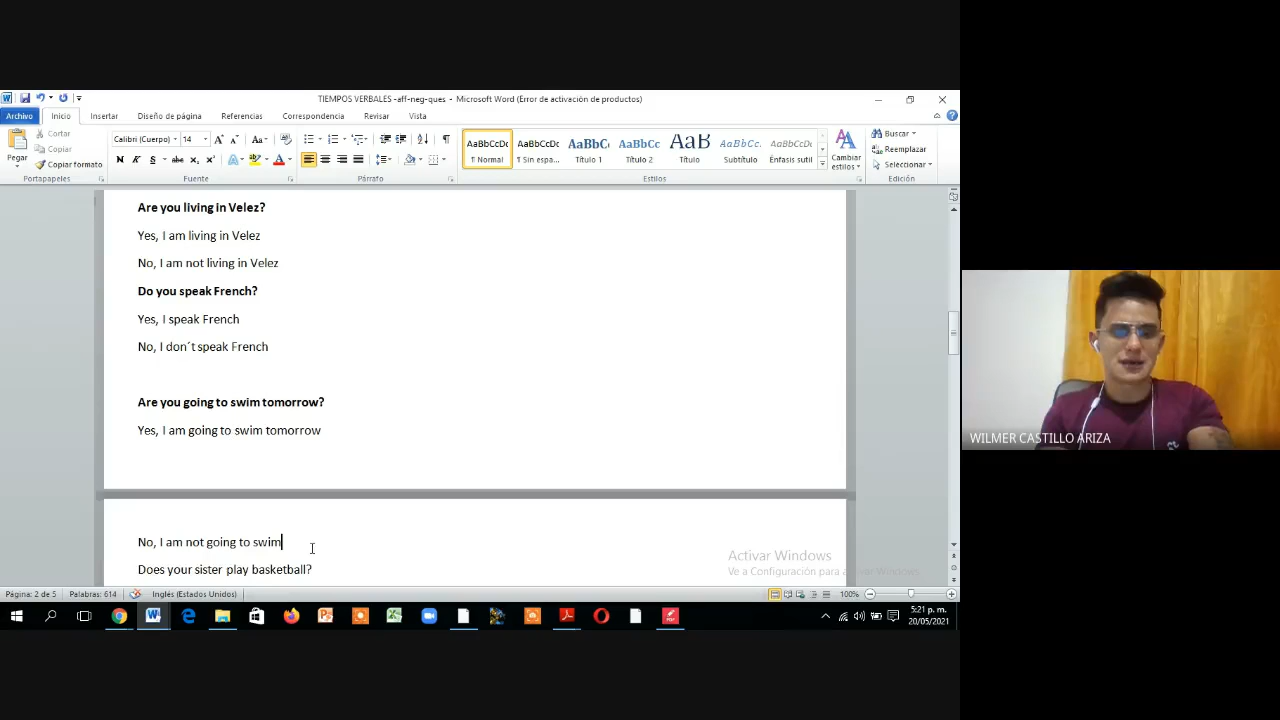 TIEMPOS VERBALES -aff-neg-ques - Microsoft Word (Error de activación de productos)
Archivo Inicio Insertar Diseño de página Referencias Correspondencia Revisar Vista
Pegar
Cortar
Copiar
Copiar formato
Portapapeles
Calibri (Cuerpo) 14
Fuente
Párrafo
AaBbCcDc AaBbCcDc AaBbC AaBbCc AaB AaBbCc. AaBbCcDc
¶ Normal ¶ Sin espa... Título 1 Título 2 Título Subtítulo Énfasis sutil
Cambiar estilos
Estilos
Buscar
Reemplazar
Seleccionar
Edición
Are you living in Velez?
Yes, I am living in Velez
No, I am not living in Velez
Do you speak French?
Yes, I speak French
No, I don´t speak French
Are you going to swim tomorrow?
Yes, I am going to swim tomorrow
No, I am not going to swim
Does your sister play basketball?
Activar Windows
Ve a Configuración para activar Windows.
Página: 2 de 5 Palabras: 614 Inglés (Estados Unidos) 100%
5:21 p. m.
20/05/2021
WILMER CASTILLO ARIZA